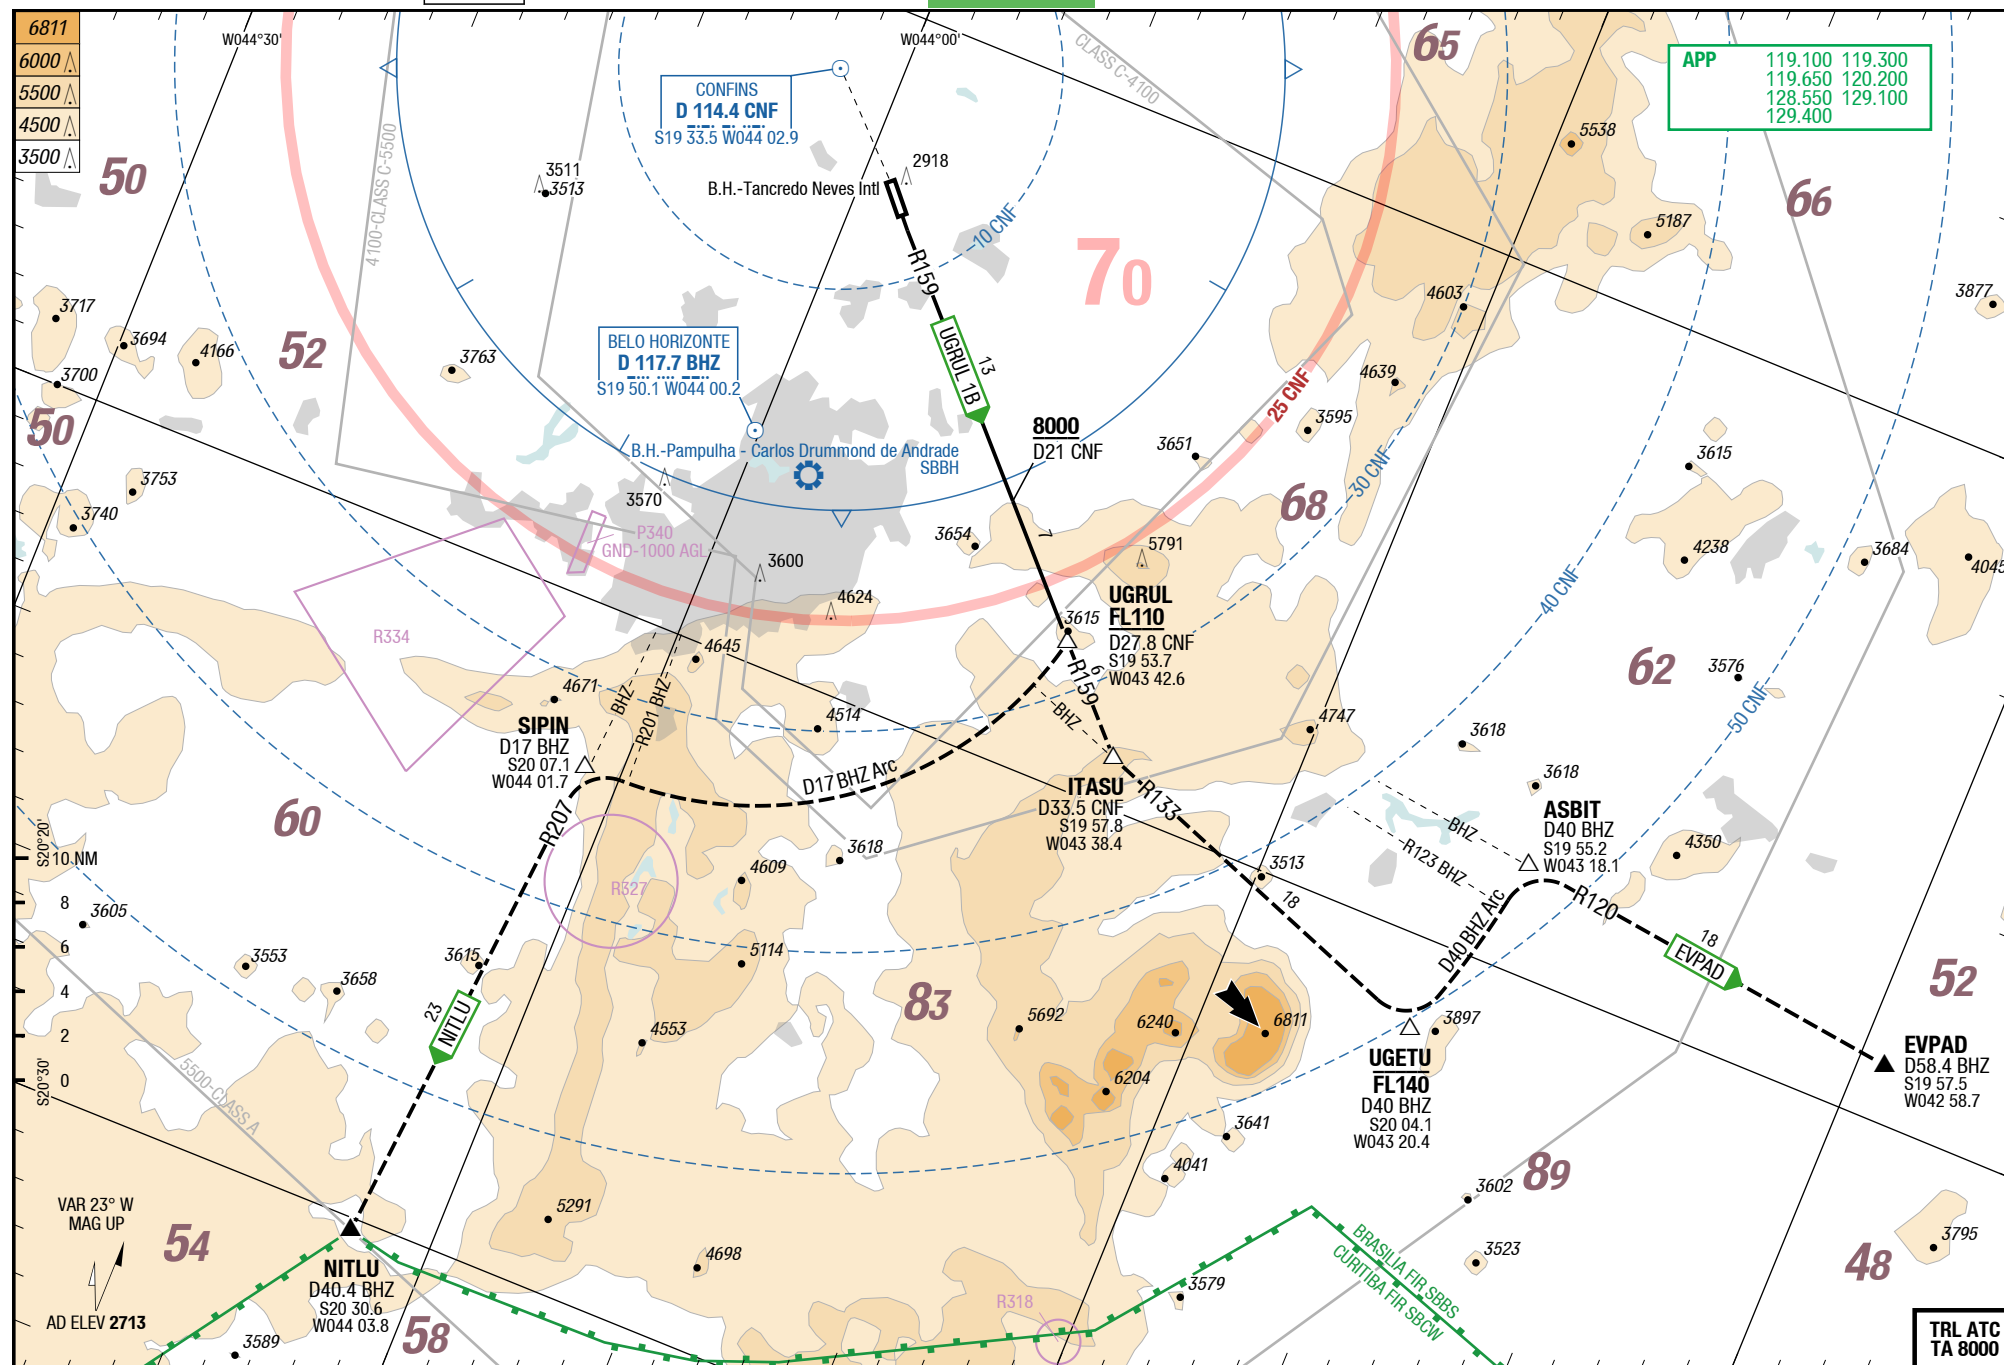 6811
6000
5500
4500
3500
W044°30'
W044°00'
CONFINS
D 114.4 CNF
S19 33.5 W044 02.9
CLASS C-4100
65
APP
119.100 119.300
119.650 120.200
128.550 129.100
129.400
50
4100-CLASS C-5500
3511
3513
2918
B.H.-Tancredo Neves Intl
5538
66
5187
10 CNF
R159
70
3717
3694
4166
3700
52
3763
BELO HORIZONTE
D 117.7 BHZ
S19 50.1 W044 00.2
UGRUL 1B
13
4603
3877
4639
25 CNF
3595
50
8000
D21 CNF
B.H.-Pampulha - Carlos Drummond de Andrade
SBBH
3651
30 CNF
3615
3753
3740
3570
68
P340
GND-1000 AGL
3654
7
5791
4238
3684
4045
3600
4624
R334
UGRUL
FL110
D27.8 CNF
S19 53.7
W043 42.6
3615
40 CNF
4645
4671
BHZ
R201 BHZ
R159
6
62
3576
50 CNF
SIPIN
D17 BHZ
S20 07.1
W044 01.7
4514
BHZ
4747
3618
D17 BHZ Arc
3618
ITASU
D33.5 CNF
S19 57.8
W043 38.4
R133
ASBIT
D40 BHZ
S19 55.2
W043 18.1
60
R207
S20°20'
10 NM
8
6
4
2
0
S20°30'
3618
BHZ
R123 BHZ
4350
4609
R327
3513
18
R120
3605
D40 BHZ Arc
18
EVPAD
3553
3658
3615
5114
83
52
23
NITLU
4553
5692
6240
6811
6204
3897
UGETU
FL140
D40 BHZ
S20 04.1
W043 20.4
EVPAD
D58.4 BHZ
S19 57.5
W042 58.7
5500-CLASS A
3641
4041
89
3602
VAR 23° W
MAG UP
54
5291
4698
3523
3795
48
BRASILIA FIR SBBS
CURITIBA FIR SBCW
NITLU
D40.4 BHZ
S20 30.6
W044 03.8
3579
R318
AD ELEV 2713
58
3589
TRL ATC
TA 8000